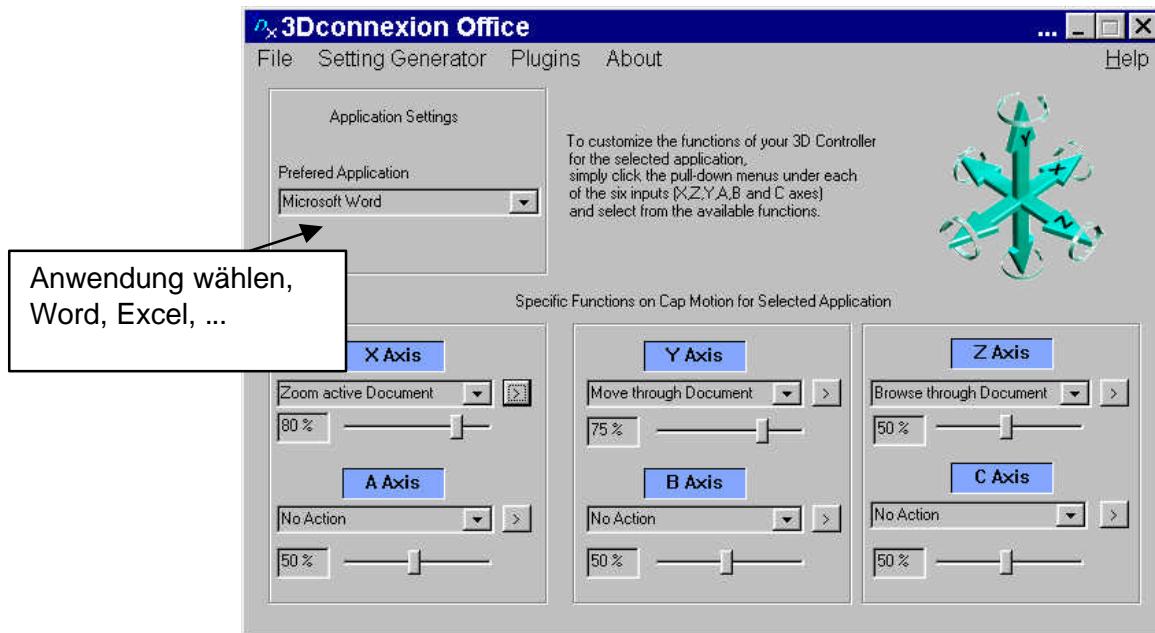 3Dconnexion Office ...
File Setting Generator Plugins About Help
Application Settings
Prefered Application
Microsoft Word
To customize the functions of your 3D Controller
for the selected application,
simply click the pull-down menus under each
of the six inputs (X,Z,Y,A,B and C axes)
and select from the available functions.
Y
X
Z
Anwendung wählen,
Word, Excel, ...
Specific Functions on Cap Motion for Selected Application
X Axis
Zoom active Document >
80 %
Y Axis
Move through Document >
75 %
Z Axis
Browse through Document >
50 %
A Axis
No Action >
50 %
B Axis
No Action >
50 %
C Axis
No Action >
50 %